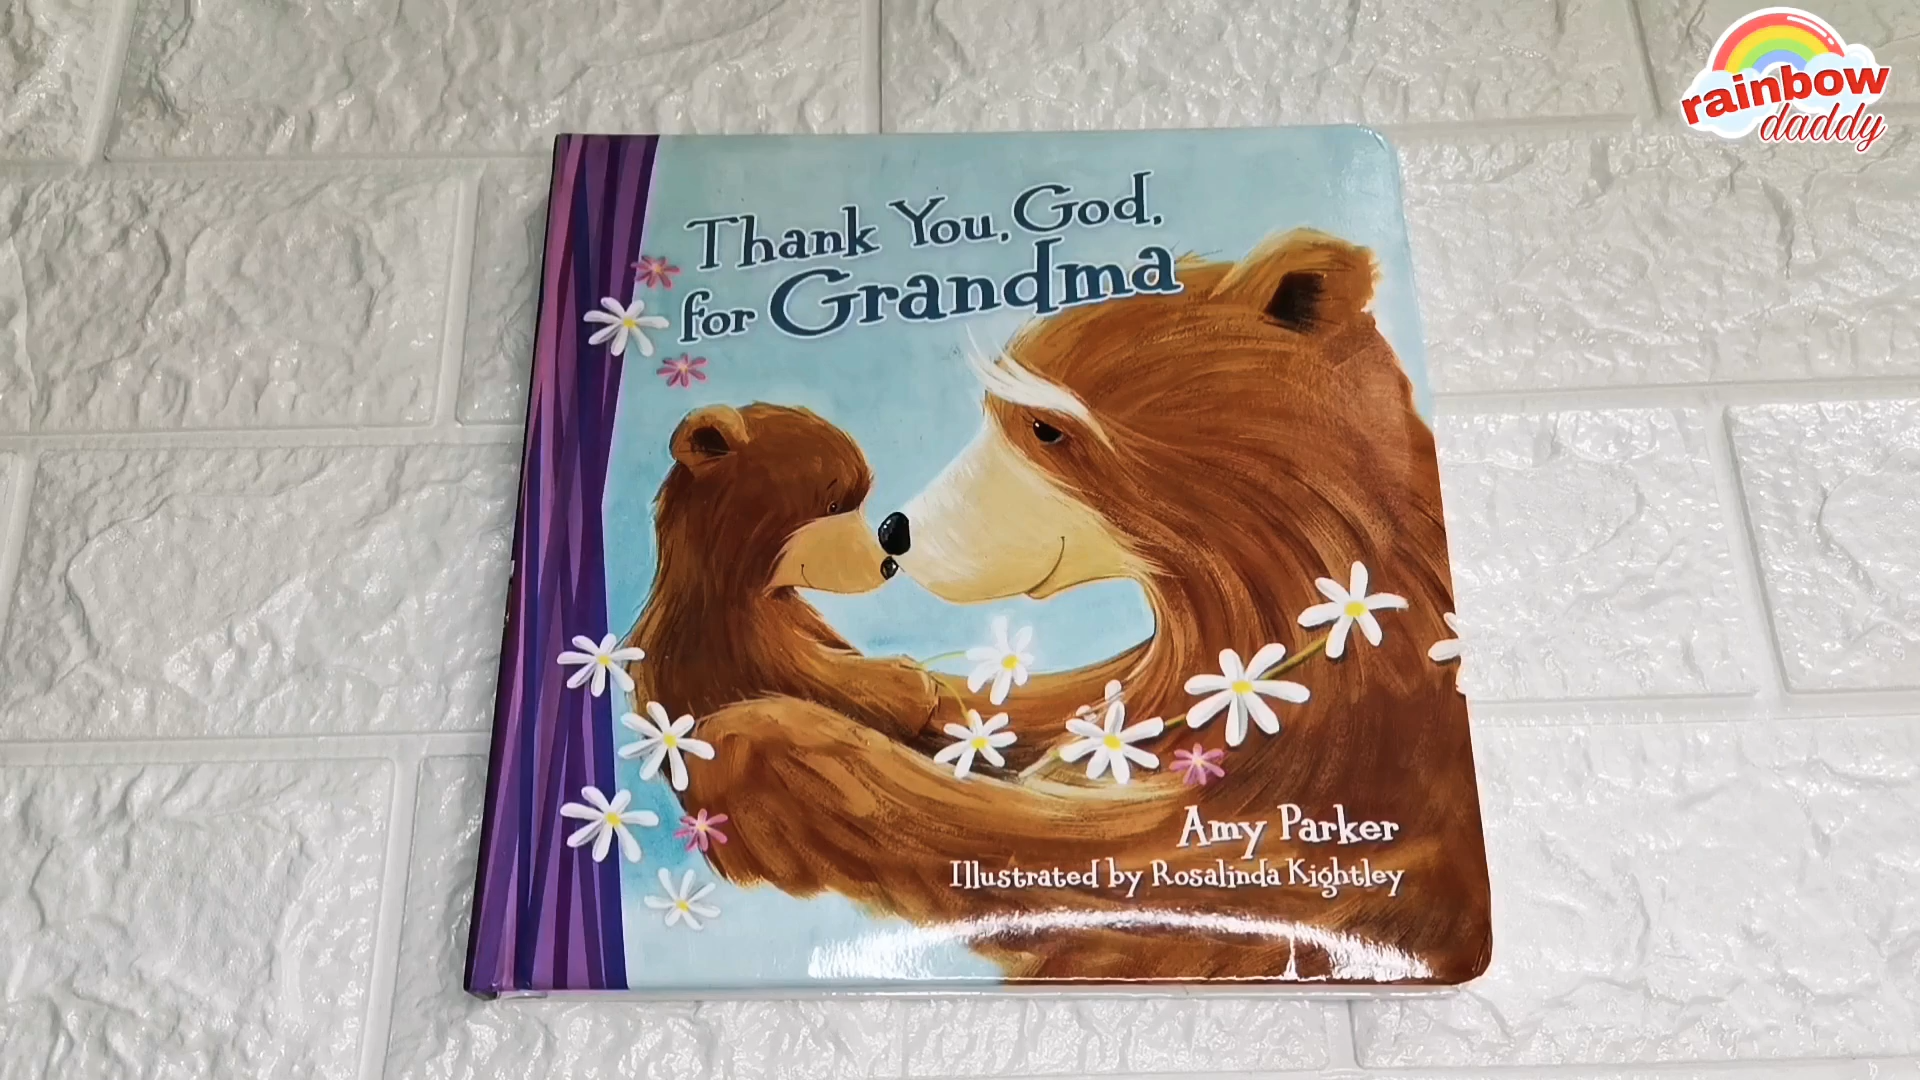 rainbow
daddy
Thank You, God,
for Grandma
Amy Parker
Illustrated by Rosalinda Kightley